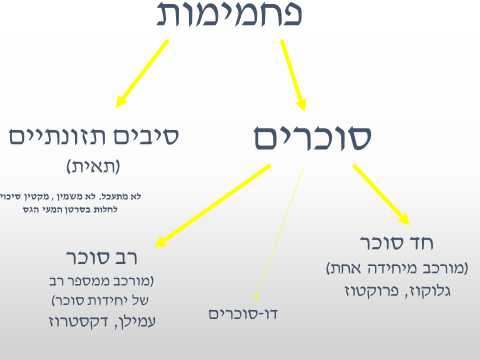 פחמימות
סיבים תזונתיים
(תאית)
לא מתעכל. לא משמין, מקטין סיכוי
לחלות בסרטן המעי הגס
סוכרים
חד סוכר
(מורכב מיחידה אחת)
גלוקוז, פרוקטוז
דו-סוכרים
רב סוכר
(מורכב ממספר רב
של יחידות סוכר)
עמילן, דקסטרוז